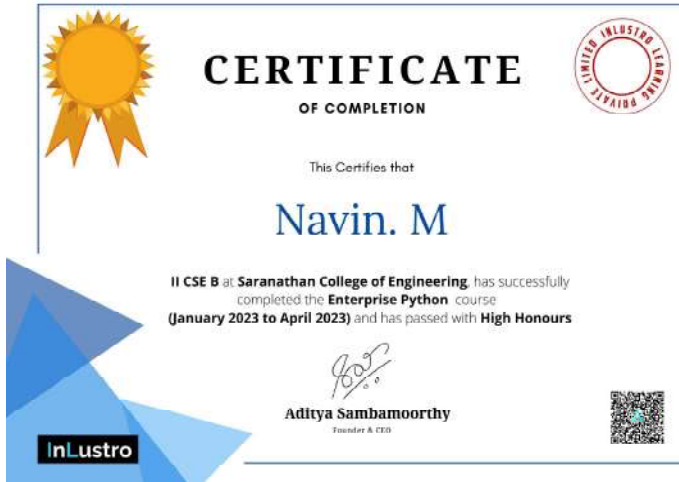 CERTIFICATE
OF COMPLETION
INLUSTRO LEARNING PRIVATE LIMITED
This Certifies that
Navin. M
II CSE B at Saranathan College of Engineering, has successfully
completed the Enterprise Python course
(January 2023 to April 2023) and has passed with High Honours
Aditya Sambamoorthy
Founder & CEO
InLustro